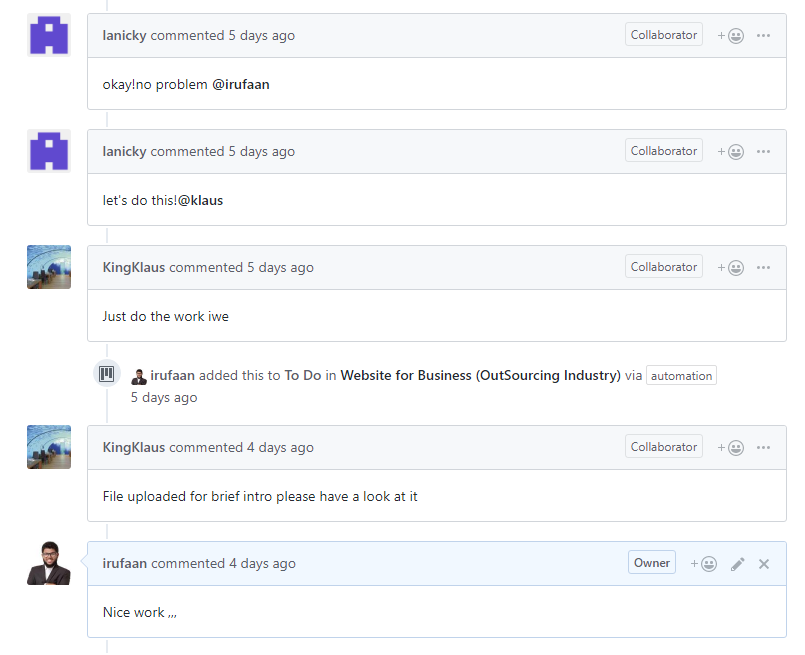 lanicky commented 5 days ago Collaborator
okay!no problem @irufaan
lanicky commented 5 days ago Collaborator
let's do this!@klaus
KingKlaus commented 5 days ago Collaborator
Just do the work iwe
irufaan added this to To Do in Website for Business (OutSourcing Industry) via automation
5 days ago
KingKlaus commented 4 days ago Collaborator
File uploaded for brief intro please have a look at it
irufaan commented 4 days ago Owner
Nice work ,,,